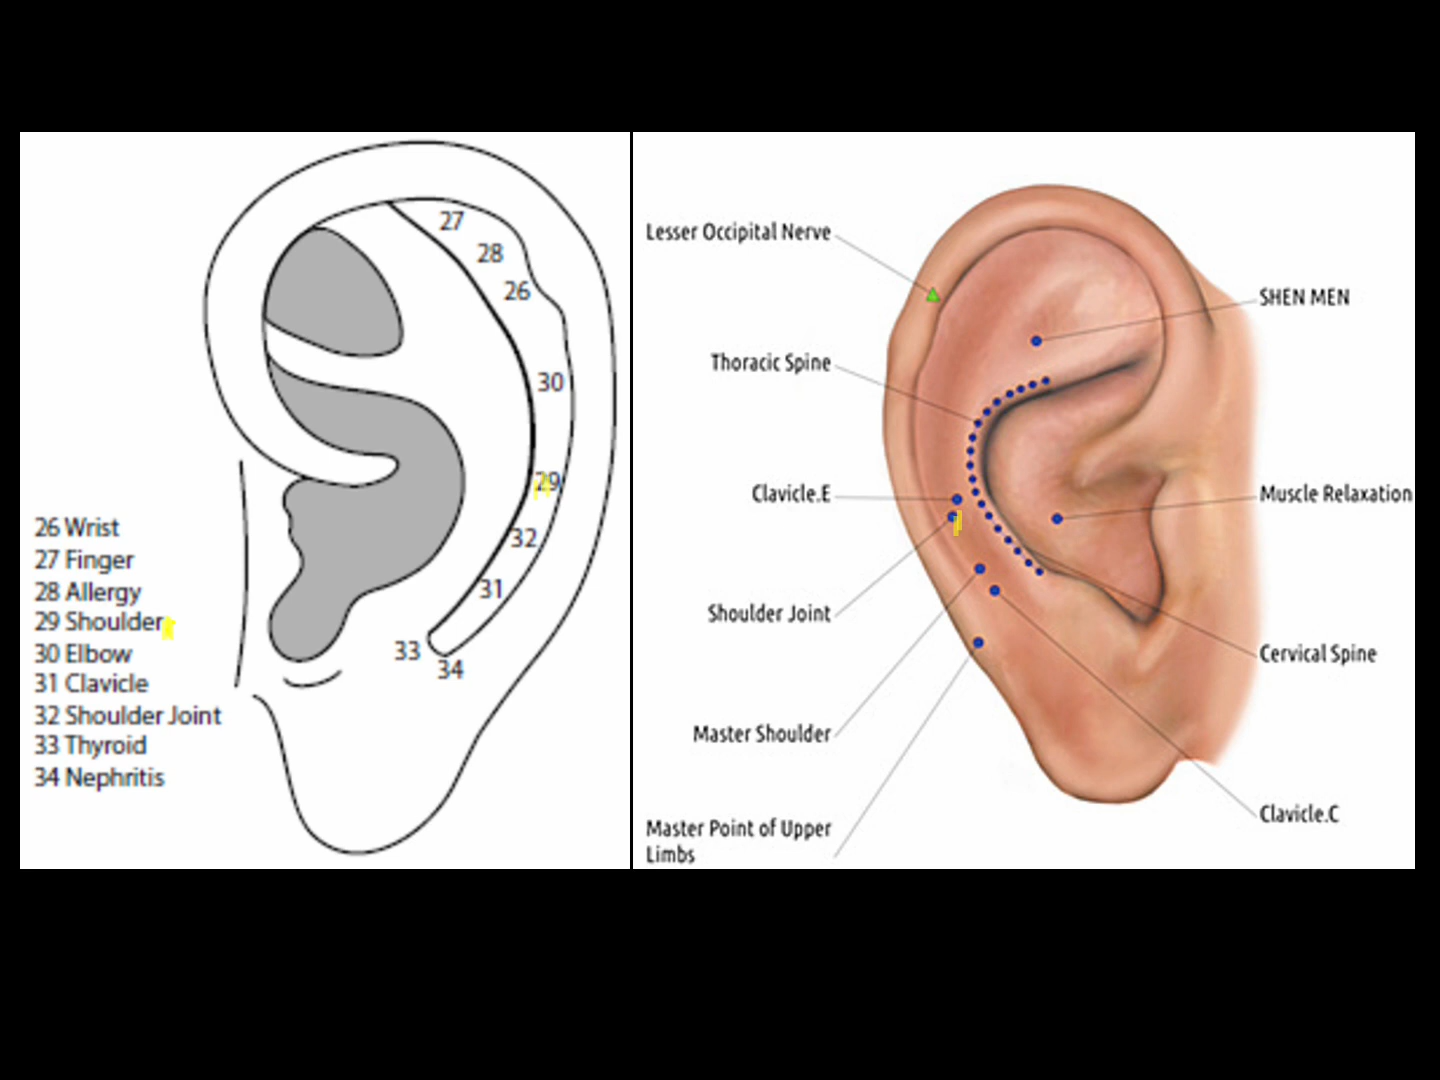 27
28
26
30
29
32
31
33
34
26 Wrist
27 Finger
28 Allergy
29 Shoulder
30 Elbow
31 Clavicle
32 Shoulder Joint
33 Thyroid
34 Nephritis
Lesser Occipital Nerve
SHEN MEN
Thoracic Spine
Clavicle.E
Muscle Relaxation
Shoulder Joint
Cervical Spine
Master Shoulder
Clavicle.C
Master Point of Upper
Limbs